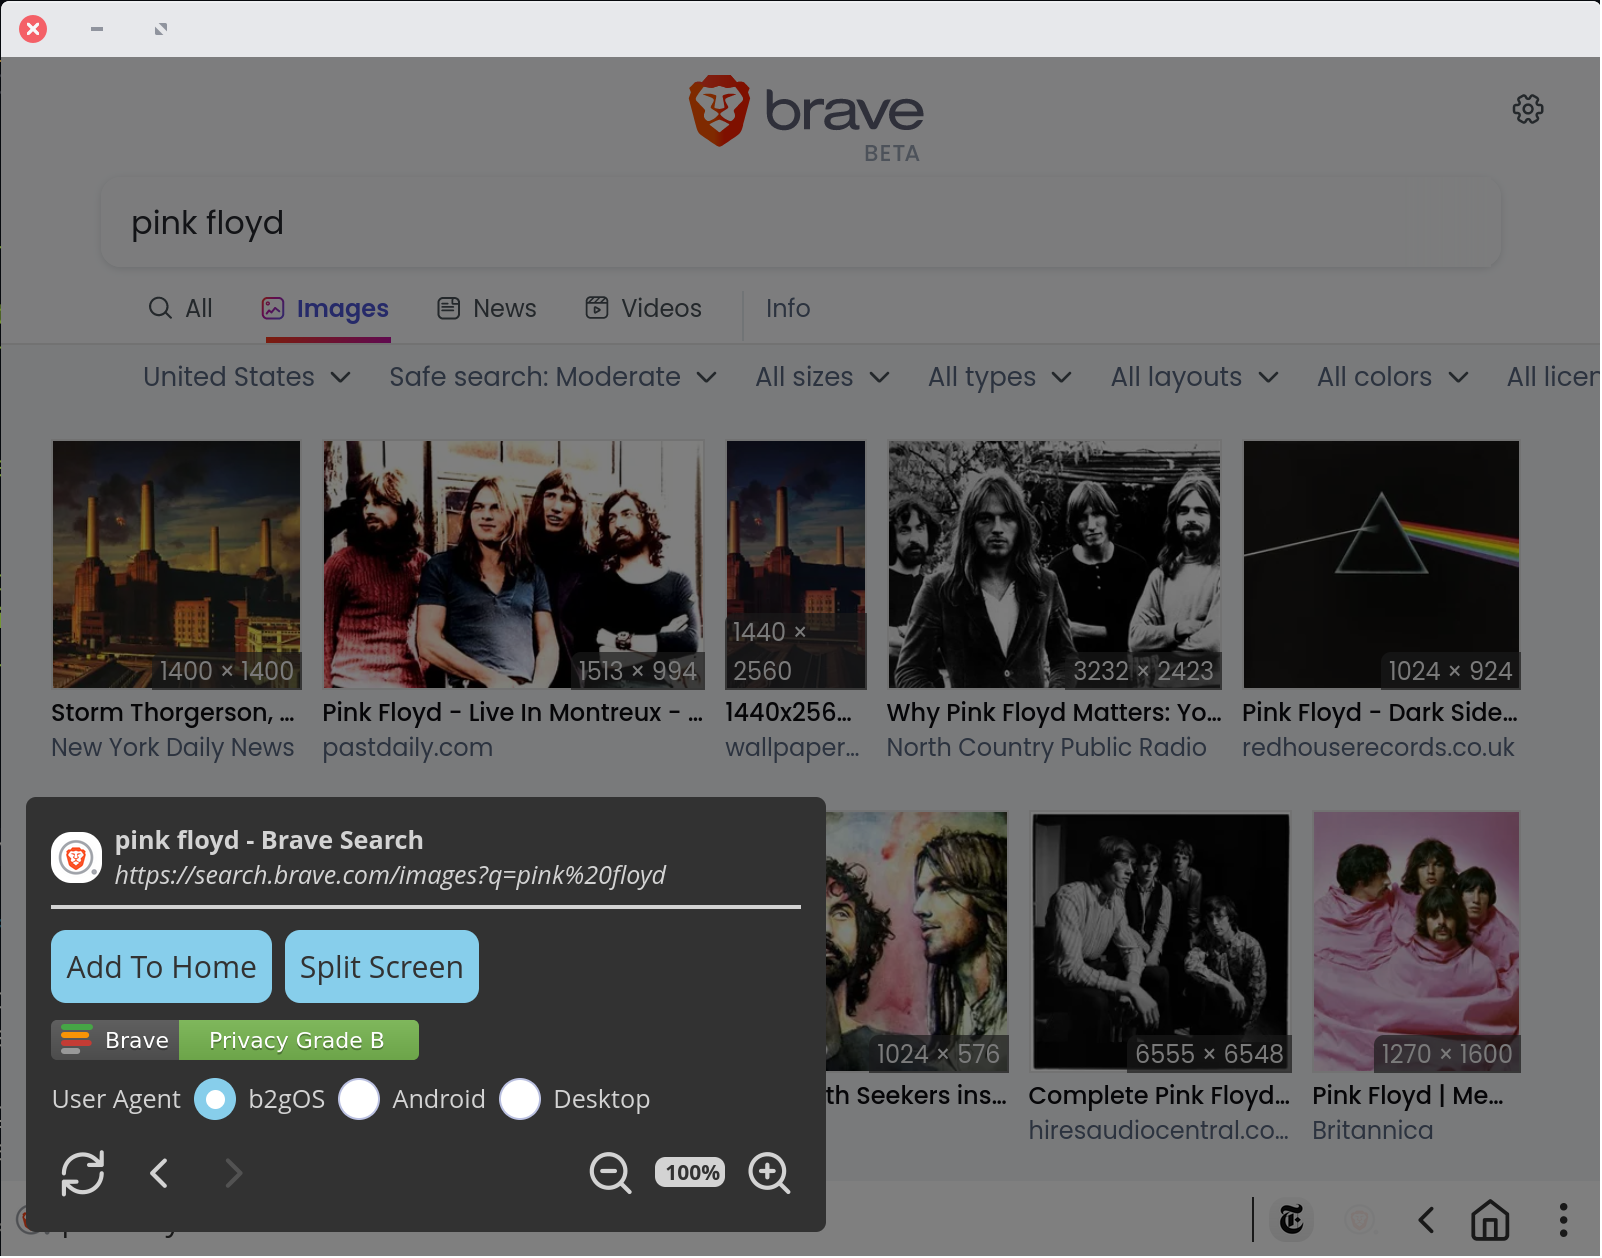 brave
BETA
pink floyd
All
Images
News
Videos
Info
United States
Safe search: Moderate
All sizes
All types
All layouts
All colors
All licen
1400 × 1400
1513 × 994
1440 ×
2560
3232 × 2423
1024 × 924
Storm Thorgerson, ...
New York Daily News
Pink Floyd - Live In Montreux - ...
pastdaily.com
1440x256...
wallpaper...
Why Pink Floyd Matters: Yo...
North Country Public Radio
Pink Floyd - Dark Side...
redhouserecords.co.uk
1024 × 576
6555 × 6548
1270 × 1600
th Seekers ins...
Complete Pink Floyd...
hiresaudiocentral.co...
Pink Floyd | Me...
Britannica
pink floyd - Brave Search
https://search.brave.com/images?q=pink%20floyd
Add To Home
Split Screen
Brave
Privacy Grade B
User Agent
b2gOS
Android
Desktop
100%